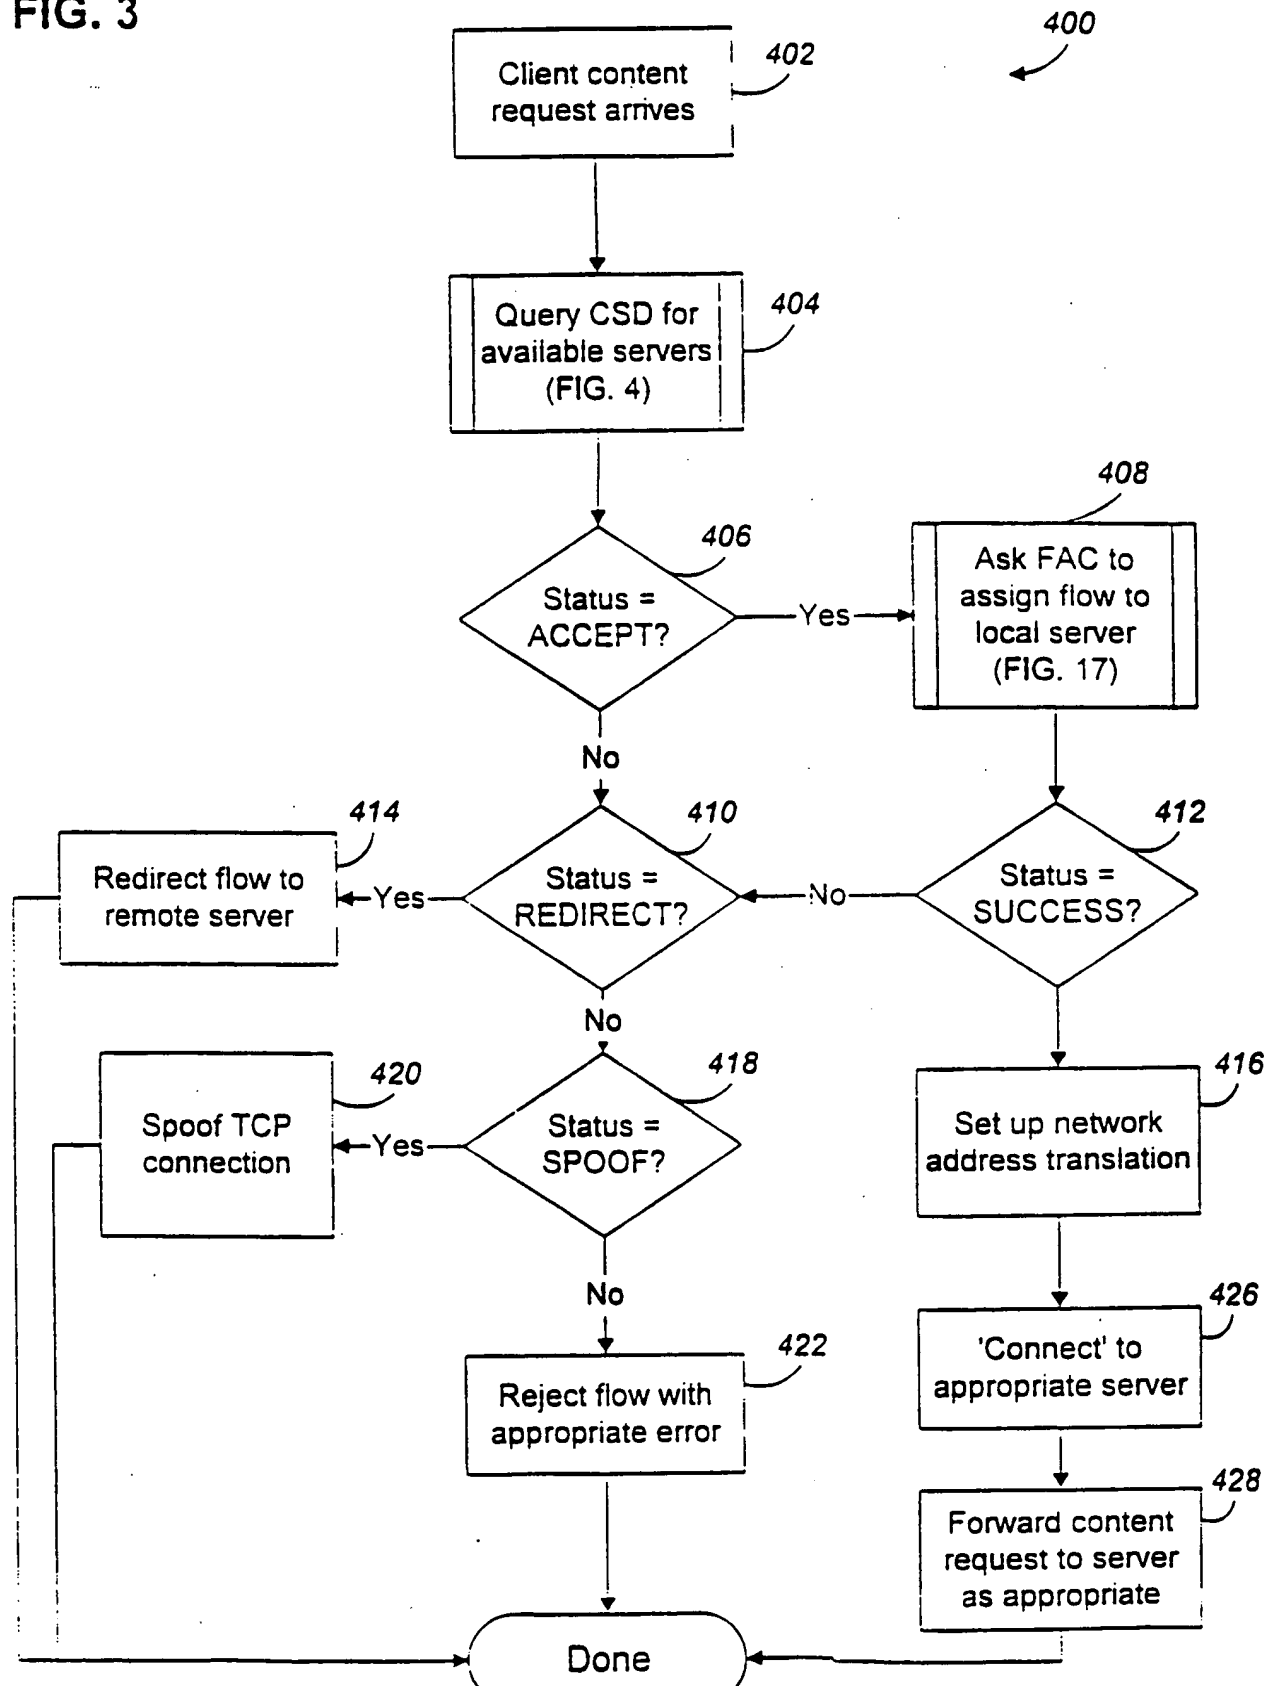 FIG. 3
400
402
Client content
request arrives
404
Query CSD for
available servers
(FIG. 4)
406
Status =
ACCEPT?
Yes
408
Ask FAC to
assign flow to
local server
(FIG. 17)
No
410
Status =
REDIRECT?
Yes
414
Redirect flow to
remote server
412
Status =
SUCCESS?
No
No
418
Status =
SPOOF?
Yes
420
Spoof TCP
connection
416
Set up network
address translation
No
422
Reject flow with
appropriate error
426
'Connect' to
appropriate server
428
Forward content
request to server
as appropriate
Done